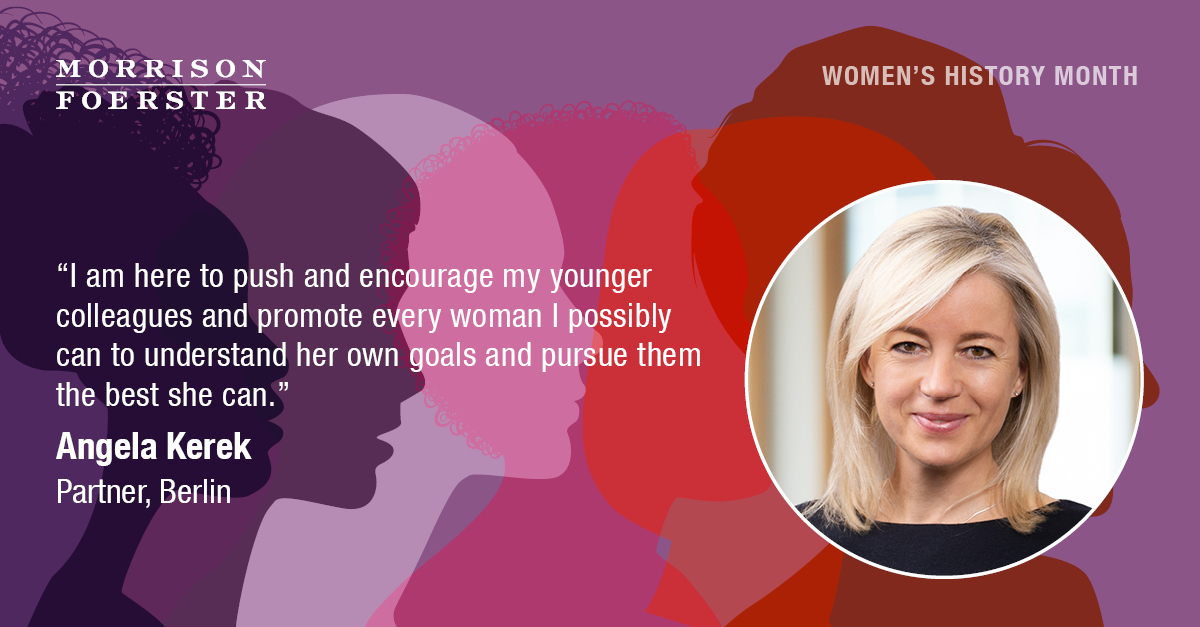 MORRISON
FOERSTER
WOMEN’S HISTORY MONTH
“I am here to push and encourage my younger
colleagues and promote every woman I possibly
can to understand her own goals and pursue them
the best she can.”
Angela Kerek
Partner, Berlin